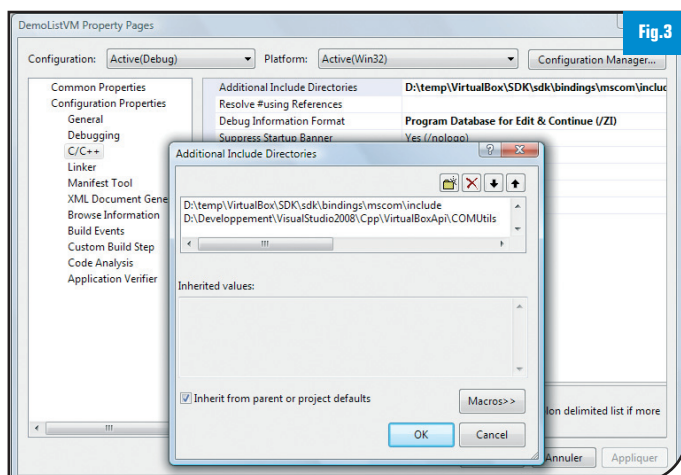 DemoListVM Property Pages
Fig.3
Configuration: Active(Debug) Platform: Active(Win32) Configuration Manager...
Common Properties
Configuration Properties
General
Debugging
C/C++
Linker
Manifest Tool
XML Document Gene
Browse Information
Build Events
Custom Build Step
Code Analysis
Application Verifier
Additional Include Directories D:\temp\VirtualBox\SDK\sdk\bindings\mscom\includ
Resolve #using References
Debug Information Format Program Database for Edit & Continue (/ZI)
Suppress Startup Banner Yes (/nologo)
Additional Include Directories
D:\temp\VirtualBox\SDK\sdk\bindings\mscom\include
D:\Developpement\VisualStudio2008\Cpp\VirtualBoxApi\COMUtils
Inherited values:
Inherit from parent or project defaults
Macros>>
OK Cancel
lon delimited list if more
Annuler Appliquer